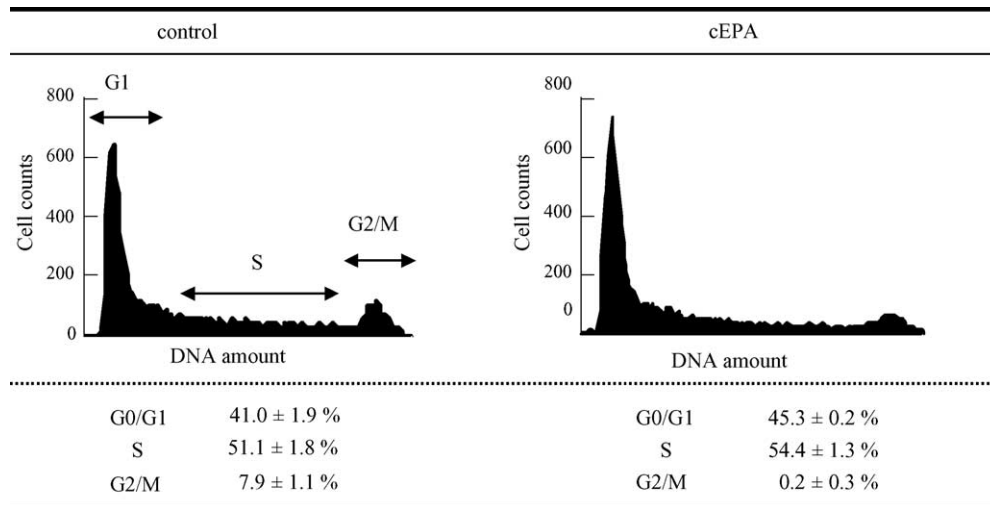 control cEPA
G1
800
600
400
200
0
Cell counts
S
G2/M
DNA amount
800
600
400
200
0
Cell counts
DNA amount
G0/G1 41.0 ± 1.9 %
S 51.1 ± 1.8 %
G2/M 7.9 ± 1.1 %
G0/G1 45.3 ± 0.2 %
S 54.4 ± 1.3 %
G2/M 0.2 ± 0.3 %